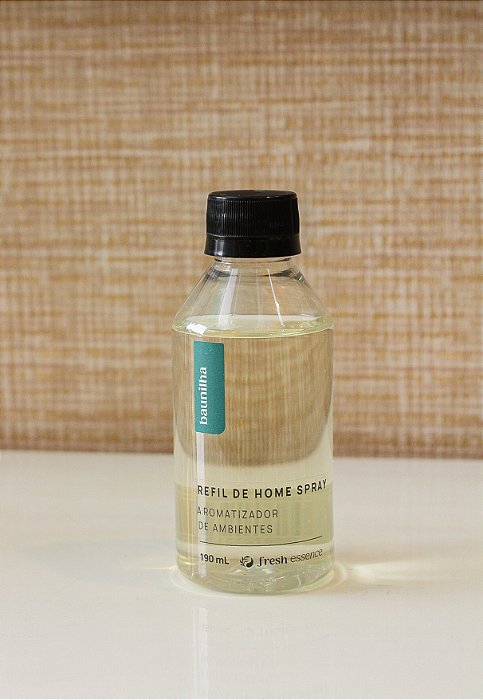 baunilha
REFIL DE HOME SPRAY
AROMATIZADOR
DE AMBIENTES
190 mL fresh essence